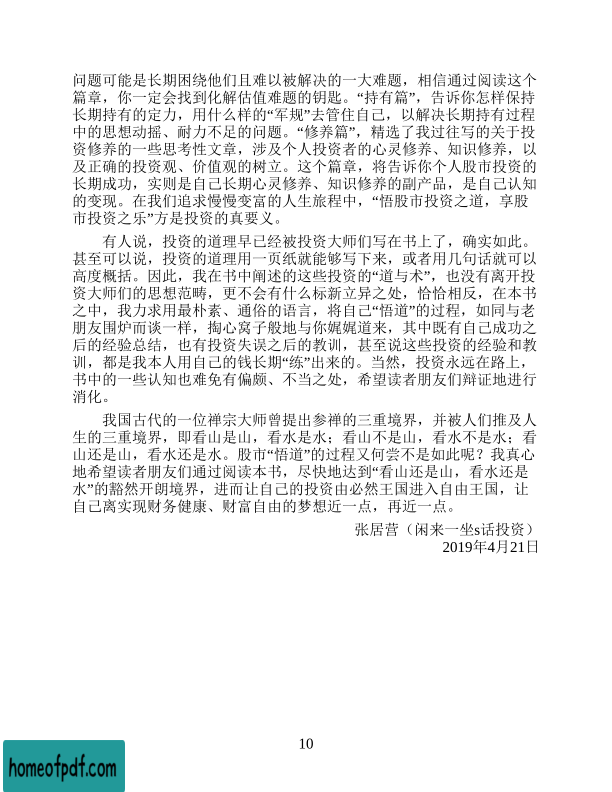 问题可能是长期困绕他们且难以被解决的一大难题，相信通过阅读这个
篇章，你一定会找到化解估值难题的钥匙。“持有篇”，告诉你怎样保持
长期持有的定力，用什么样的“军规”去管住自己，以解决长期持有过程
中的思想动摇、耐力不足的问题。“修养篇”，精选了我过往写的关于投
资修养的一些思考性文章，涉及个人投资者的心灵修养、知识修养，以
及正确的投资观、价值观的树立。这个篇章，将告诉你个人股市投资的
长期成功，实则是自己长期心灵修养、知识修养的副产品，是自己认知
的变现。在我们追求慢慢变富的人生旅程中，“悟股市投资之道，享股
市投资之乐”方是投资的真要义。
有人说，投资的道理早已经被投资大师们写在书上了，确实如此。
甚至可以说，投资的道理用一页纸就能够写下来，或者用几句话就可以
高度概括。因此，我在书中阐述的这些投资的“道与术”，也没有离开投
资大师们的思想范畴，更不会有什么标新立异之处，恰恰相反，在本书
之中，我力求用最朴素、通俗的语言，将自己“悟道”的过程，如同与老
朋友围炉而谈一样，掏心窝子般地与你娓娓道来，其中既有自己成功之
后的经验总结，也有投资失误之后的教训，甚至说这些投资的经验和教
训，都是我本人用自己的钱长期“练”出来的。当然，投资永远在路上，
书中的一些认知也难免有偏颇、不当之处，希望读者朋友们辩证地进行
消化。
我国古代的一位禅宗大师曾提出参禅的三重境界，并被人们推及人
生的三重境界，即看山是山，看水是水；看山不是山，看水不是水；看
山还是山，看水还是水。股市“悟道”的过程又何尝不是如此呢？我真心
地希望读者朋友们通过阅读本书，尽快地达到“看山还是山，看水还是
水”的豁然开朗境界，进而让自己的投资由必然王国进入自由王国，让
自己离实现财务健康、财富自由的梦想近一点，再近一点。
张居营（闲来一坐s话投资）
2019年4月21日
10
homeofpdf.com